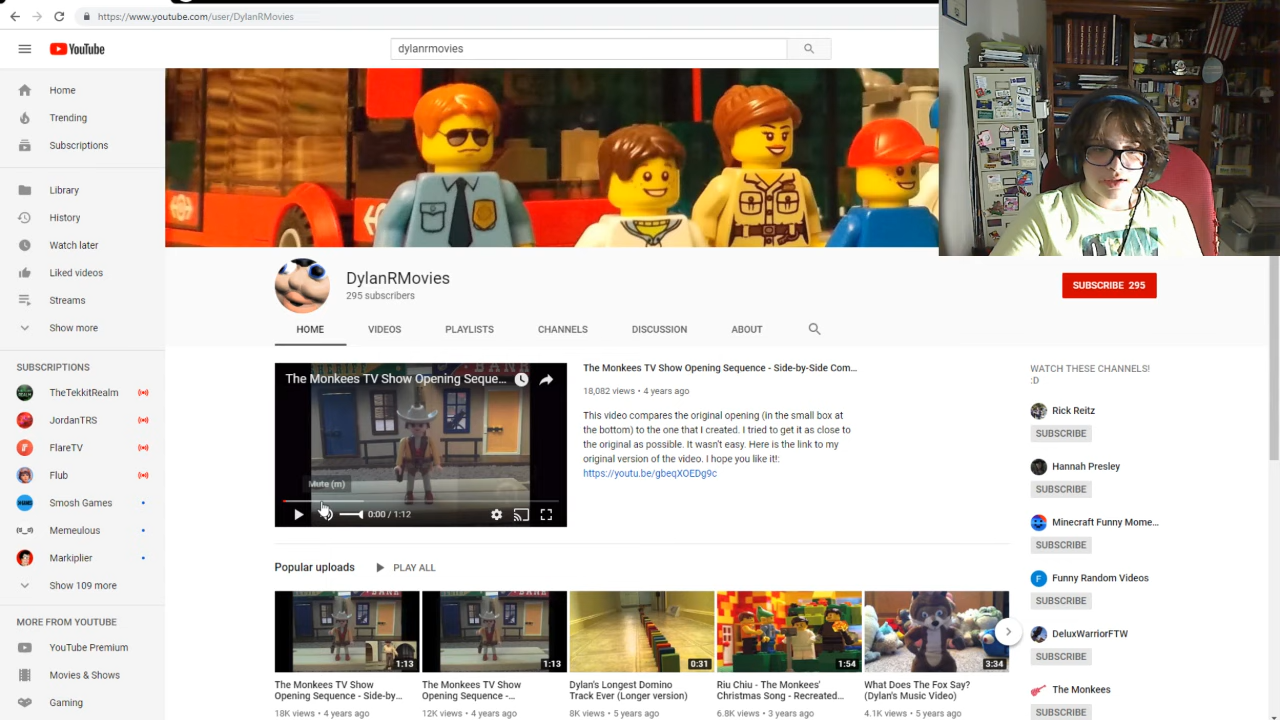 https://www.youtube.com/user/DylanRMovies
YouTube
dylanrmovies
Home
Trending
Subscriptions
Library
History
Watch later
Liked videos
Streams
Show more
SUBSCRIPTIONS
TheTekkitRealm
JordanTRS
FlareTV
Flub
Smosh Games
Memeulous
Markiplier
Show 109 more
MORE FROM YOUTUBE
YouTube Premium
Movies & Shows
Gaming
DylanRMovies
295 subscribers
SUBSCRIBE 295
HOME
VIDEOS
PLAYLISTS
CHANNELS
DISCUSSION
ABOUT
The Monkees TV Show Opening Seque...
BANK
Mute (m)
0:00 / 1:12
The Monkees TV Show Opening Sequence - Side-by-Side Com...
18,082 views • 4 years ago
This video compares the original opening (in the small box
at the bottom) to the one that I created. I tried to get it as close
to the original as possible. It wasn't easy. Here is the link to my
original version of the video. I hope you like it!:
https://youtu.be/gbeqXOEDg9c
Popular uploads
PLAY ALL
1:13
The Monkees TV Show
Opening Sequence - Side-by...
18K views • 4 years ago
1:13
The Monkees TV Show
Opening Sequence -...
12K views • 4 years ago
0:31
Dylan's Longest Domino
Track Ever (Longer version)
8K views • 5 years ago
1:54
Riu Chiu - The Monkees'
Christmas Song - Recreated...
6.8K views • 3 years ago
3:34
What Does The Fox Say?
(Dylan's Music Video)
4.1K views • 5 years ago
WATCH THESE CHANNELS!
:D
Rick Reitz
SUBSCRIBE
Hannah Presley
SUBSCRIBE
Minecraft Funny Mome...
SUBSCRIBE
Funny Random Videos
SUBSCRIBE
DeluxWarriorFTW
SUBSCRIBE
The Monkees
SUBSCRIBE